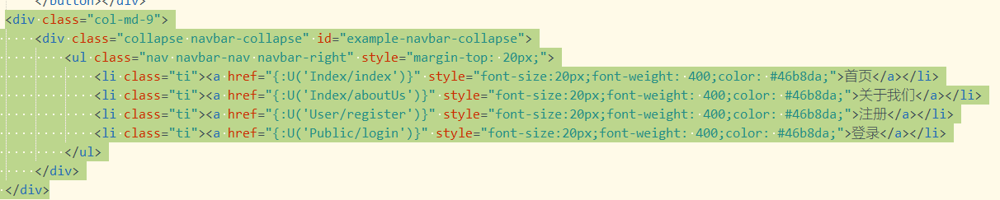 </button></div>
<div class="col-md-9">
<div class="collapse navbar-collapse" id="example-navbar-collapse">
<ul class="nav navbar-nav navbar-right" style="margin-top: 20px;">
<li class="ti"><a href="{:U('Index/index')}" style="font-size:20px;font-weight: 400;color: #46b8da;">首页</a></li>
<li class="ti"><a href="{:U('Index/aboutUs')}" style="font-size:20px;font-weight: 400;color: #46b8da;">关于我们</a></li>
<li class="ti"><a href="{:U('User/register')}" style="font-size:20px;font-weight: 400;color: #46b8da;">注册</a></li>
<li class="ti"><a href="{:U('Public/login')}" style="font-size:20px;font-weight: 400;color: #46b8da;">登录</a></li>
</ul>
</div>
</div>